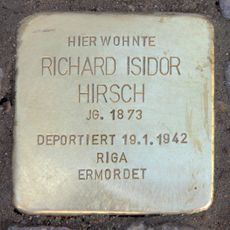 HIER WOHNTE
RICHARD ISIDOR
HIRSCH
JG. 1873
DEPORTIERT 19.1.1942
RIGA
ERMORDET